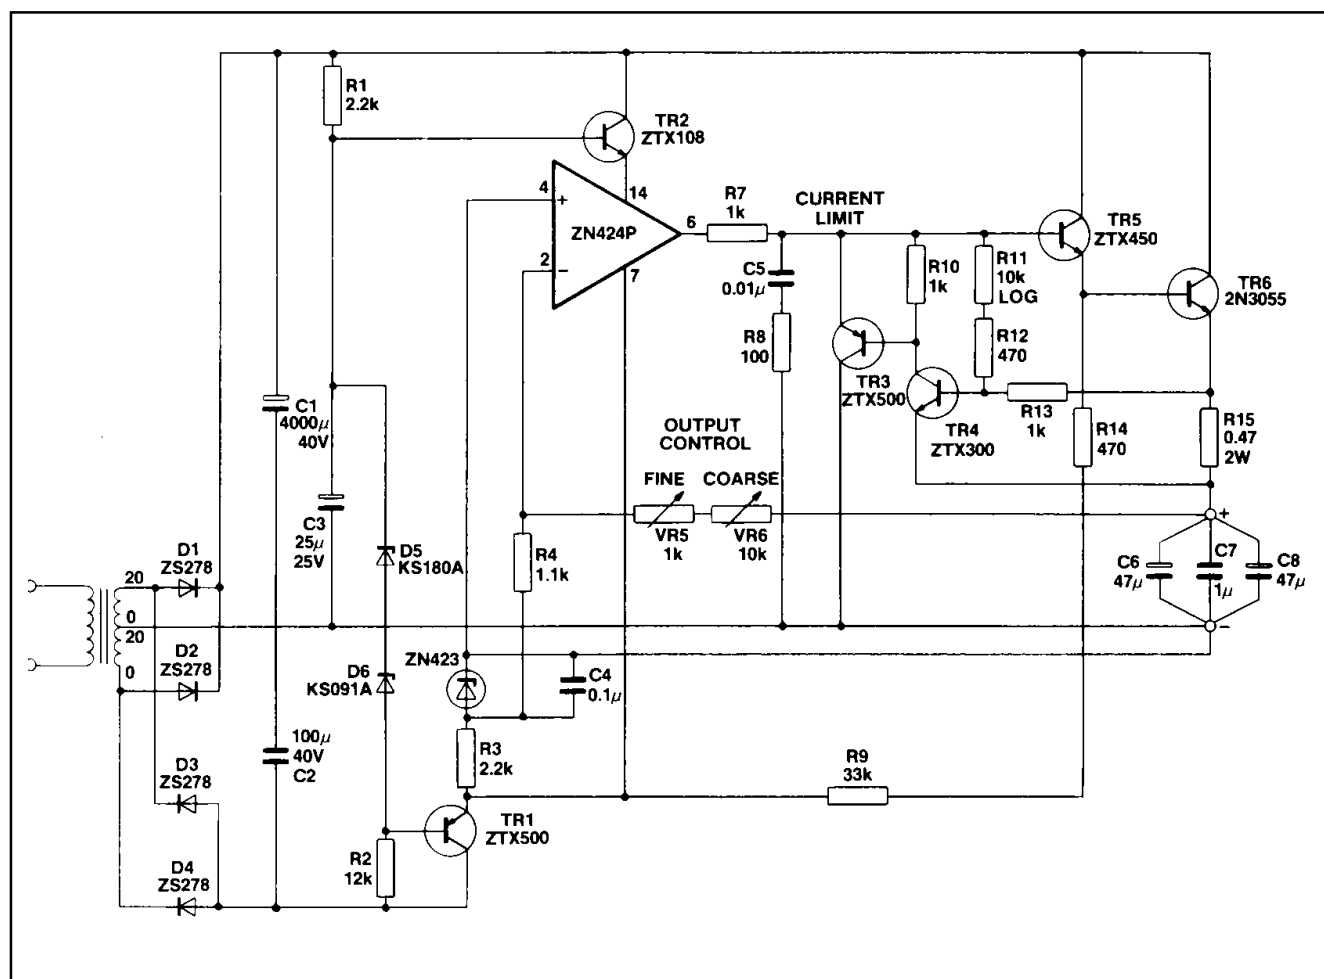 R1
2.2k
TR2
ZTX108
4
+
14
ZN424P
2
−
7
6
R7
1k
CURRENT
LIMIT
TR5
ZTX450
C5
0.01μ
R10
1k
R11
10k
LOG
TR6
2N3055
R8
100
R12
470
TR3
ZTX500
R13
1k
TR4
ZTX300
R14
470
R15
0.47
2W
C1
4000μ
40V
OUTPUT
CONTROL
FINE
COARSE
VR5
1k
VR6
10k
+
C3
25μ
25V
D5
KS180A
R4
1.1k
C6
47μ
C7
1μ
C8
47μ
−
D1
ZS278
20
0
20
0
D2
ZS278
D6
KS091A
ZN423
C4
0.1μ
100μ
40V
C2
D3
ZS278
R3
2.2k
R9
33k
TR1
ZTX500
R2
12k
D4
ZS278